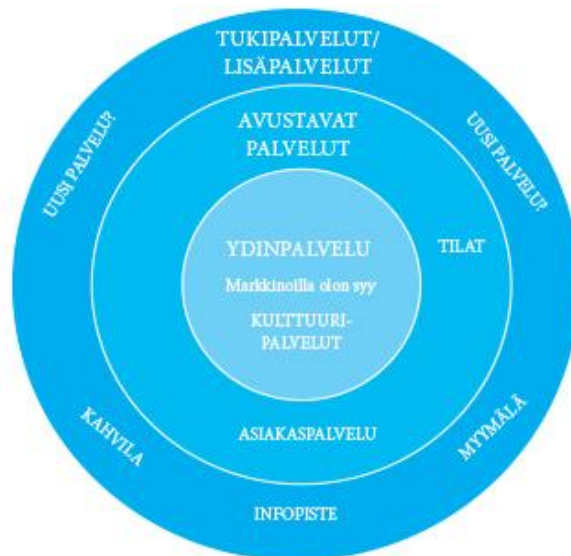 TUKIPALVELUT/
LISÄPALVELUT
UUSI PALVELU?
UUSI PALVELU?
AVUSTAVAT
PALVELUT
TILAT
YDINPALVELU
Markkinoilla olon syy
KULTTUURI-
PALVELUT
ASIAKASPALVELU
KAHVILA
MYYMÄLÄ
INFOPISTE